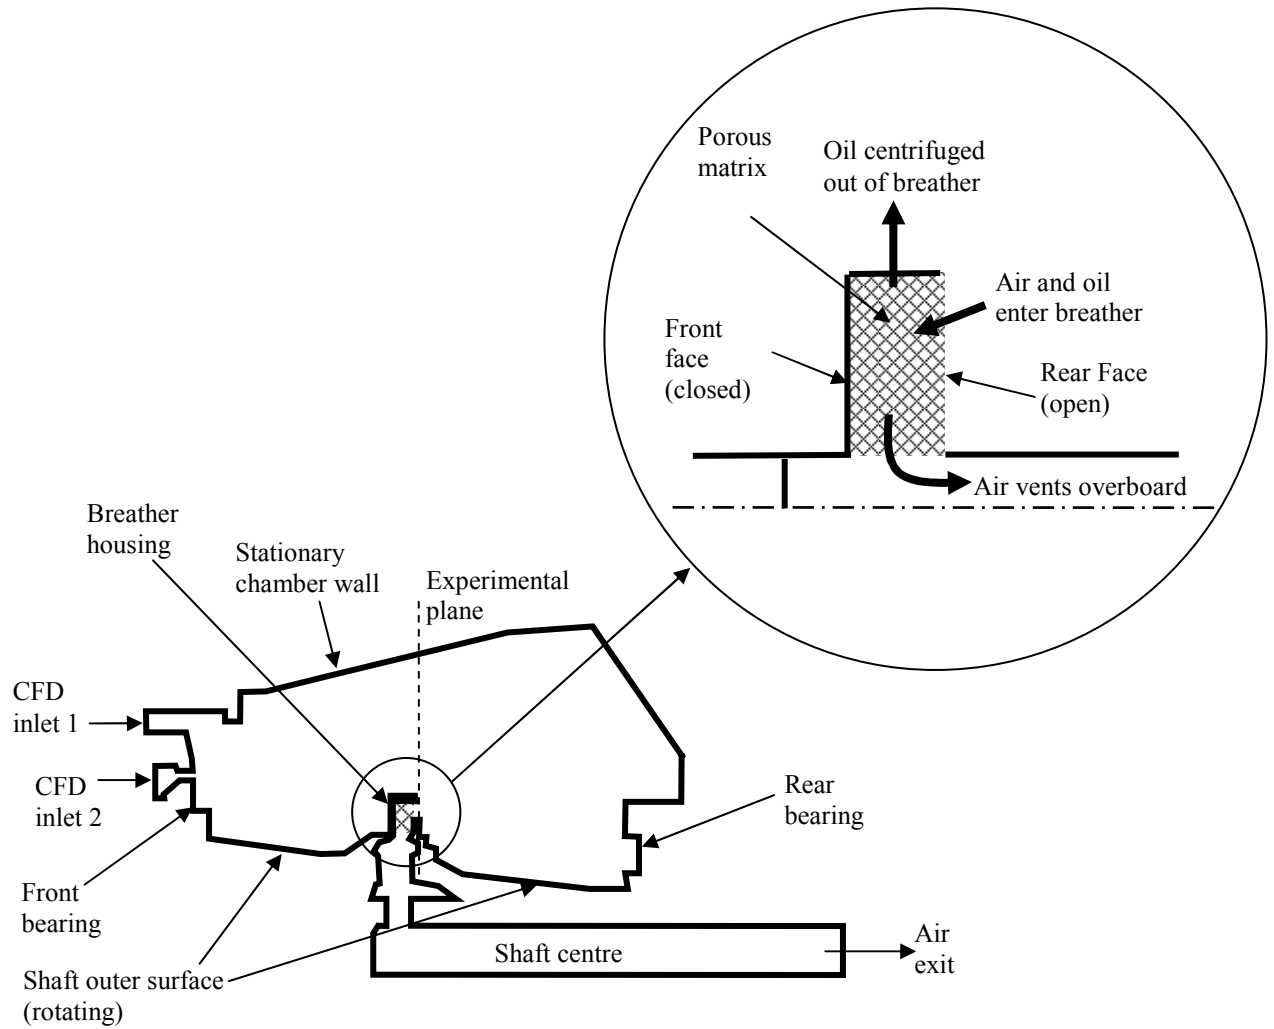 Porous
matrix
Oil centrifuged
out of breather
Air and oil
enter breather
Front
face
(closed)
Rear Face
(open)
Air vents overboard
Breather
housing
Stationary
chamber wall
Experimental
plane
CFD
inlet 1
CFD
inlet 2
Rear
bearing
Front
bearing
Shaft outer surface
(rotating)
Shaft centre
Air
exit